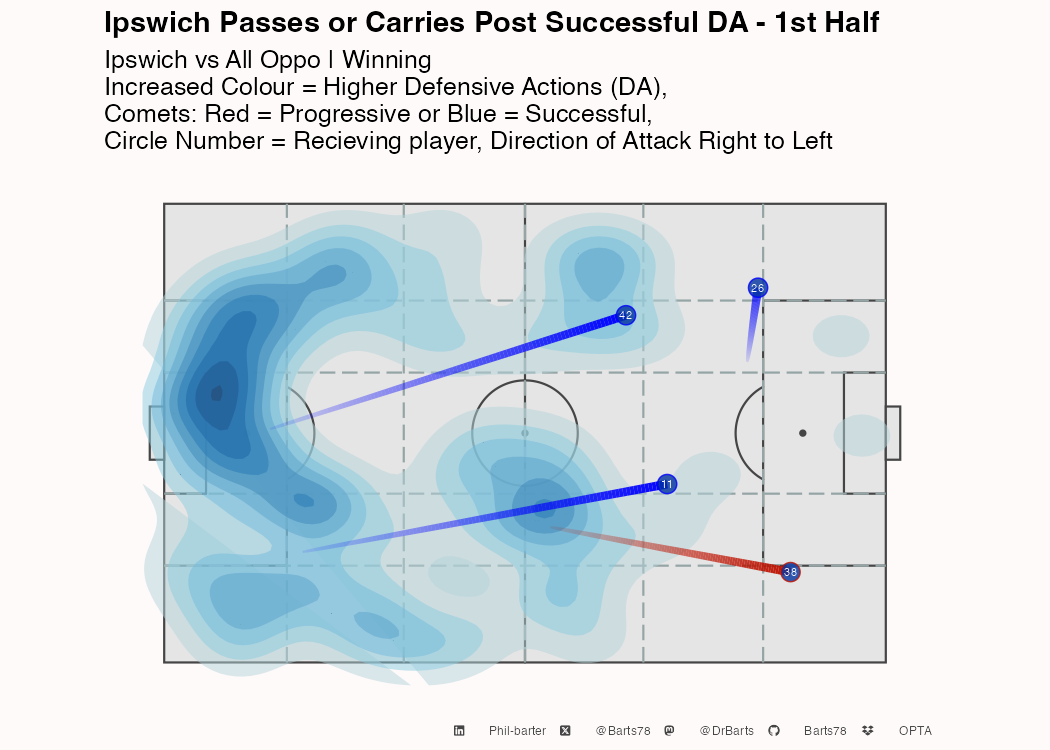 Ipswich Passes or Carries Post Successful DA - 1st Half
Ipswich vs All Oppo | Winning
Increased Colour = Higher Defensive Actions (DA),
Comets: Red = Progressive or Blue = Successful,
Circle Number = Recieving player, Direction of Attack Right to Left
26
42
11
38
Phil-barter @Barts78 @DrBarts Barts78 OPTA